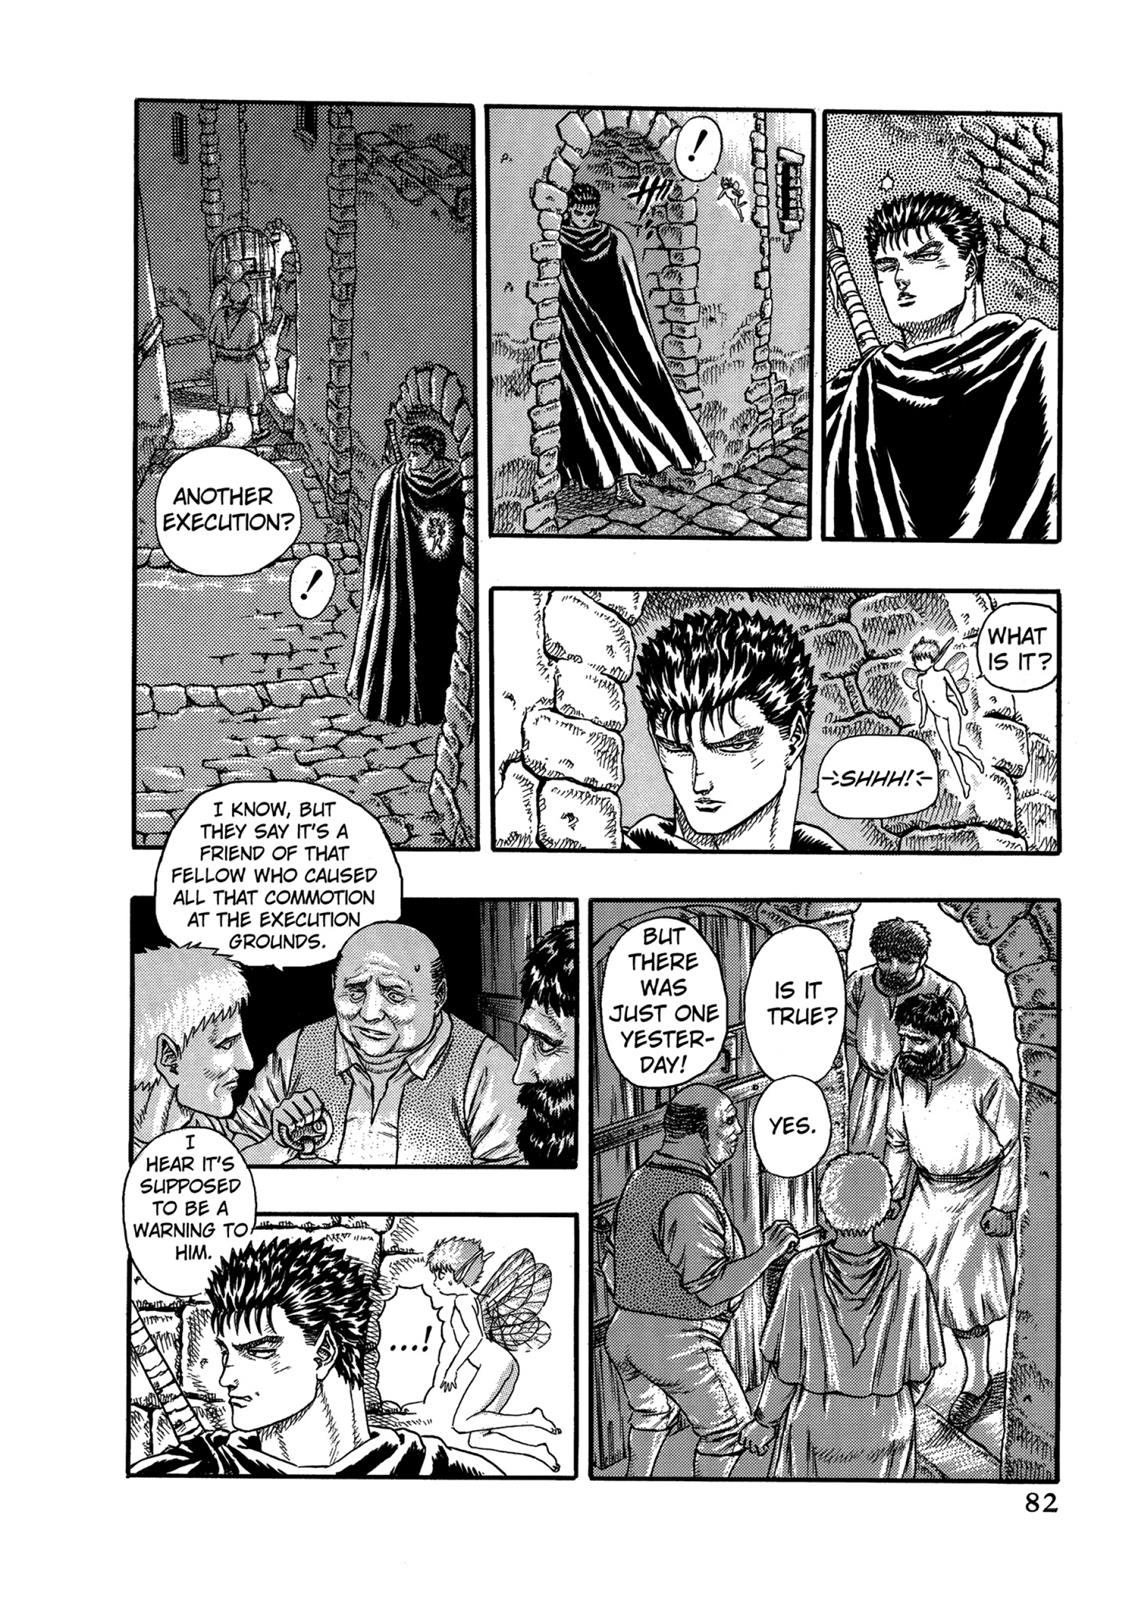 !
WHAT
IS IT?
SHHH!
ANOTHER
EXECUTION?
!
IS IT
TRUE?
YES.
BUT
THERE
WAS
JUST ONE
YESTER-
DAY!
I KNOW, BUT
THEY SAY IT'S A
FRIEND OF THAT
FELLOW WHO CAUSED
ALL THAT COMMOTION
AT THE EXECUTION
GROUNDS.
I
HEAR IT'S
SUPPOSED
TO BE A
WARNING TO
HIM.
...!
82